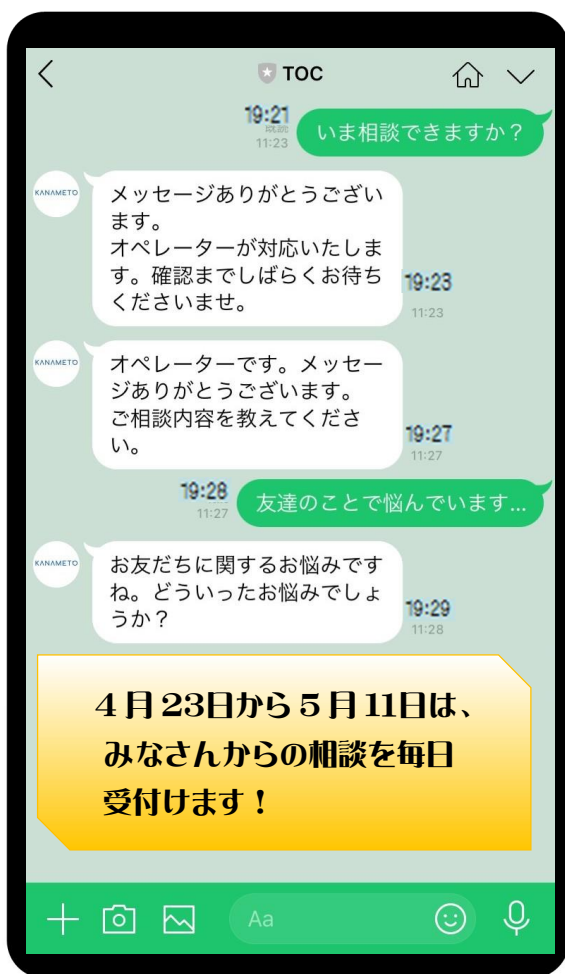 TOC
19:21
既読
11:23
いま相談できますか？
KANAMETO
メッセージありがとうござい
ます。
オペレーターが対応いたしま
す。確認までしばらくお待ち
くださいませ。
19:23
11:23
KANAMETO
オペレーターです。メッセー
ジありがとうございます。
ご相談内容を教えてくださ
い。
19:27
11:27
19:28
11:27
友達のことで悩んでいます...
KANAMETO
お友だちに関するお悩みです
ね。どういったお悩みでしょ
うか？
19:29
11:28
４月23日から５月11日は、
みなさんからの相談を毎日
受付けます！
Aa